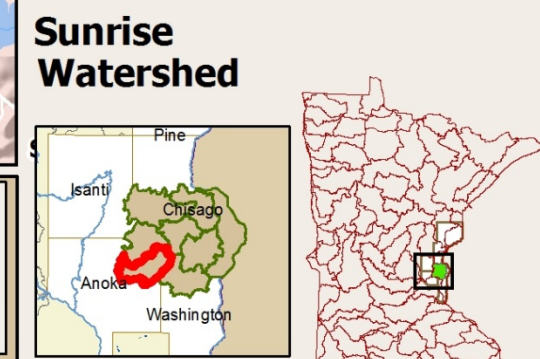 Sunrise
Watershed
Pine
Isanti
Chisago
Anoka
Washington